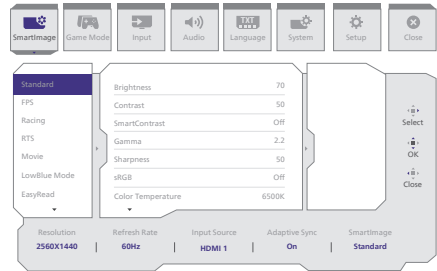 SmartImage
Game Mode
Input
Audio
TXT
Language
System
Setup
Close
Standard
FPS
Racing
RTS
Movie
LowBlue Mode
EasyRead
Brightness 70
Contrast 50
SmartContrast Off
Gamma 2.2
Sharpness 50
sRGB Off
Color Temperature 6500K
Select
OK
Close
Resolution
2560X1440
Refresh Rate
60Hz
Input Source
HDMI 1
Adaptive Sync
On
SmartImage
Standard